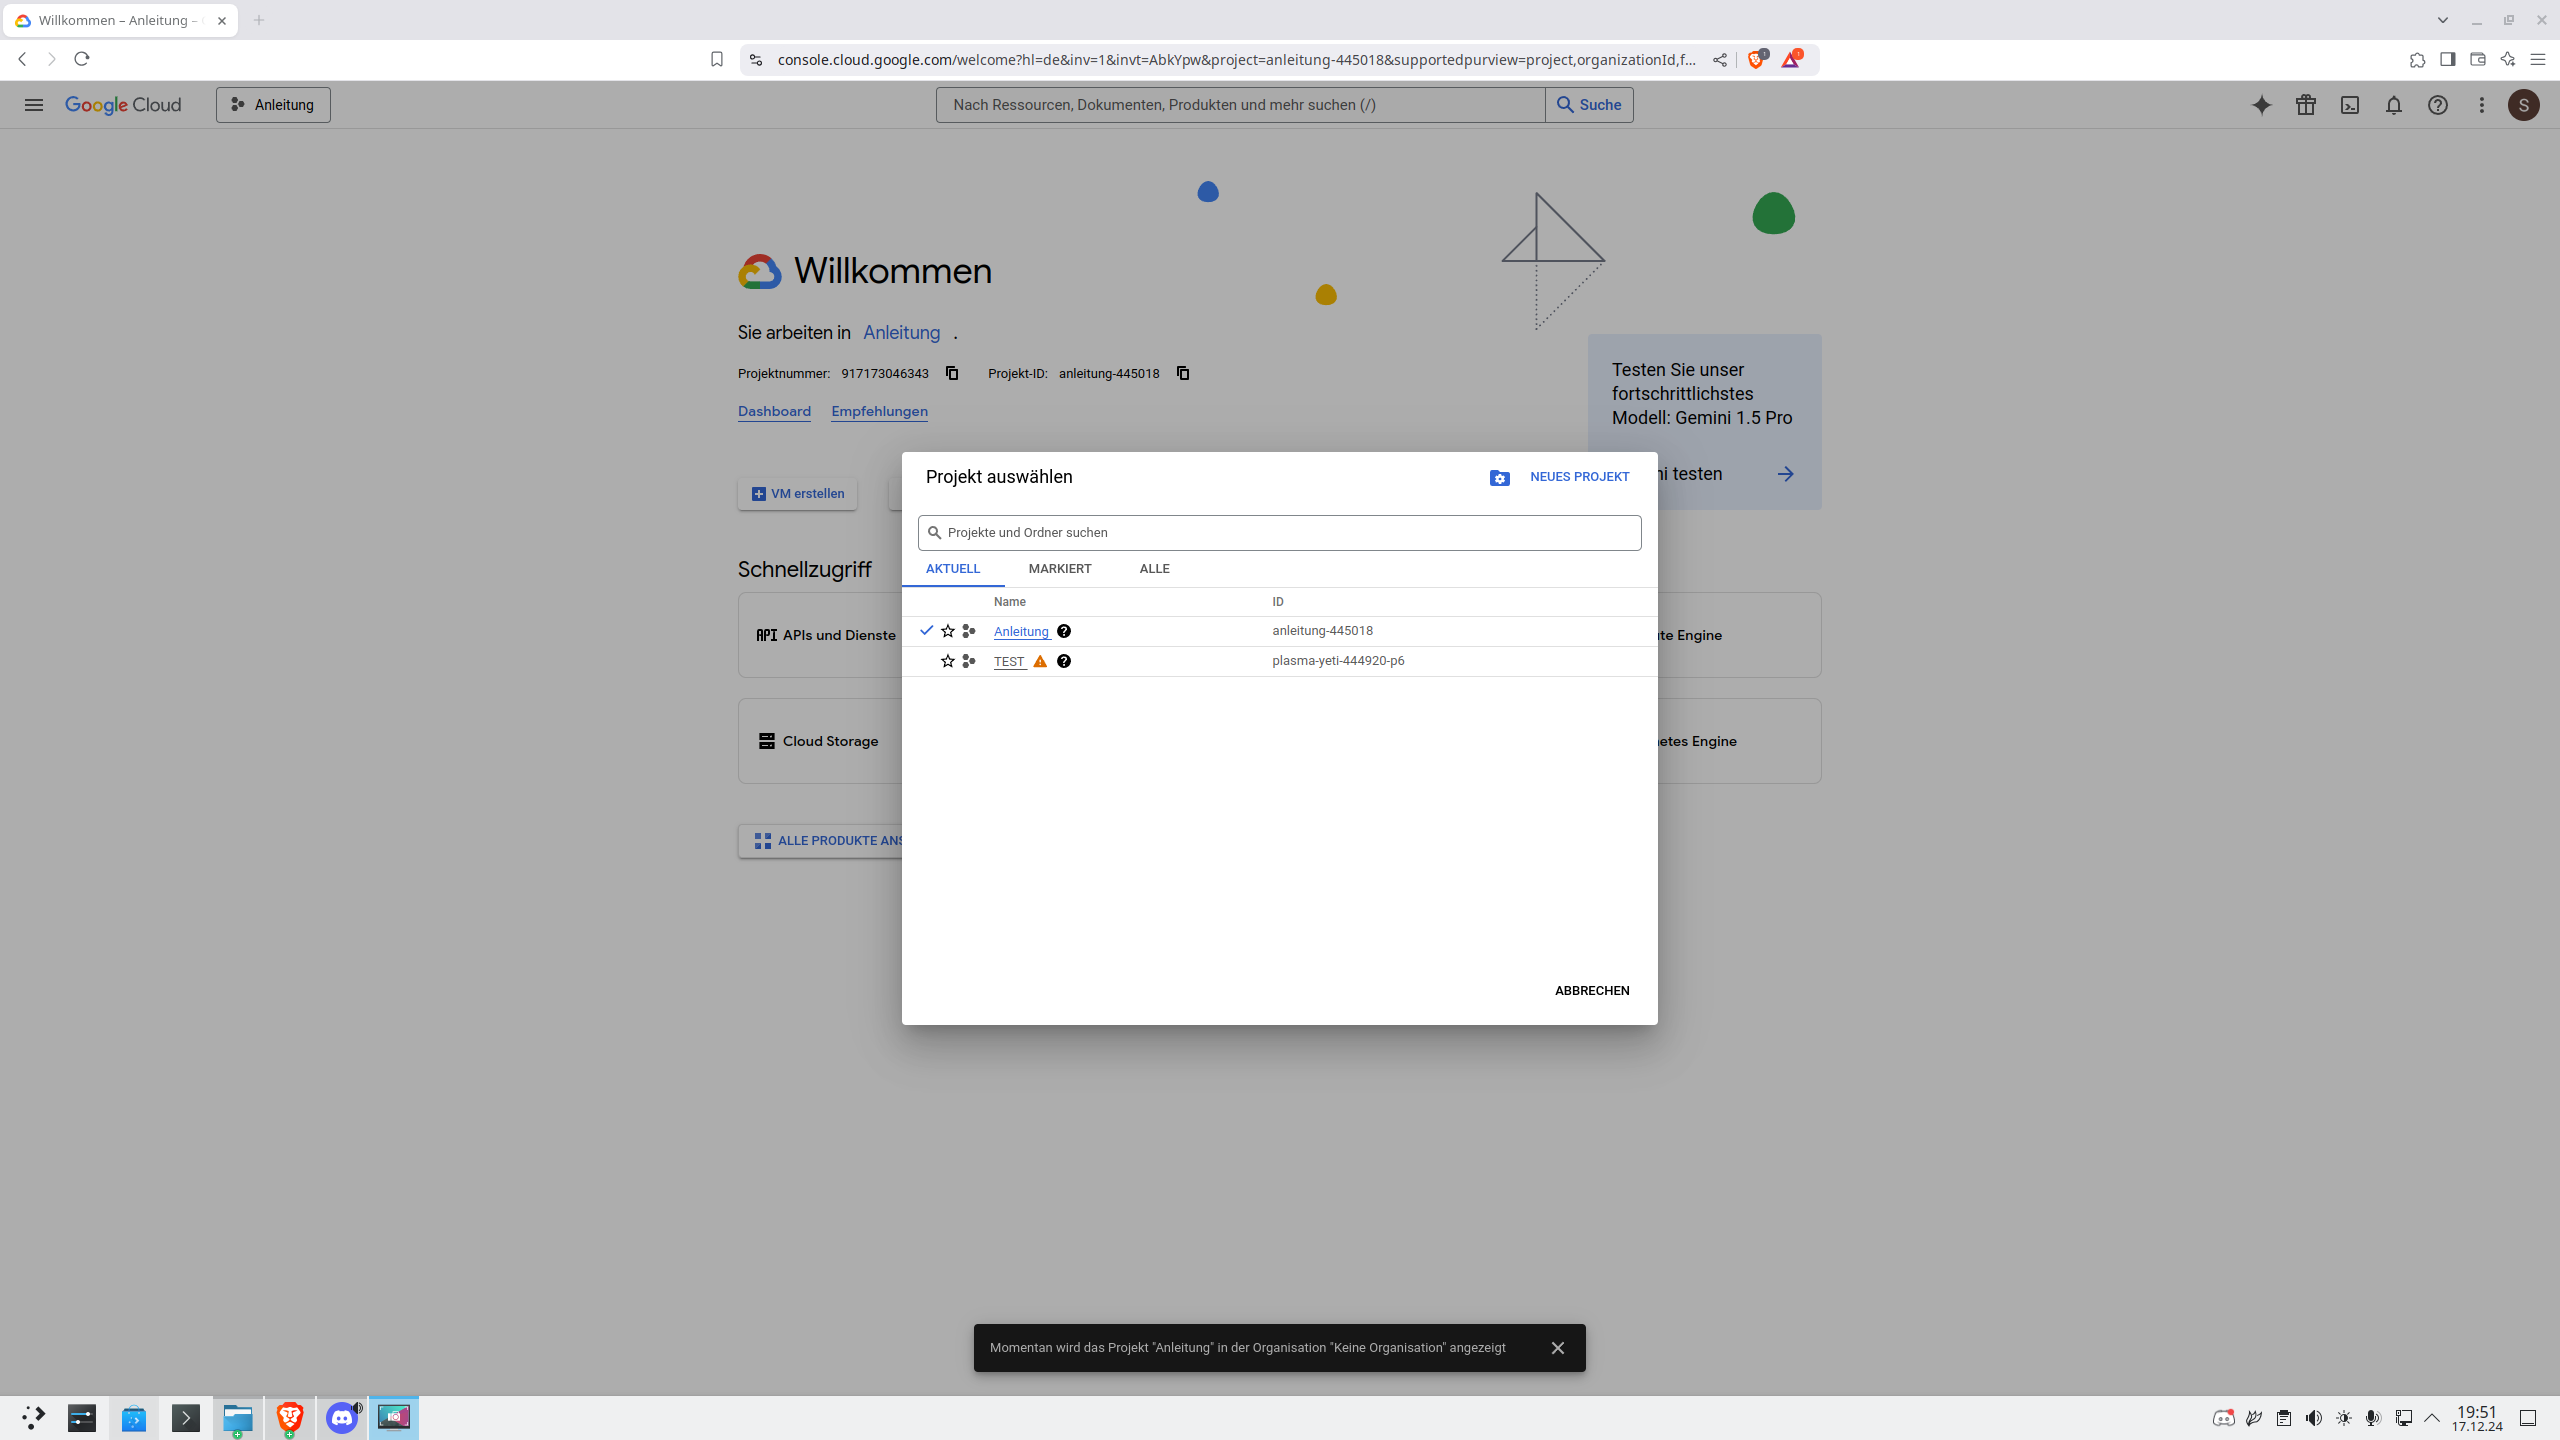 Willkommen – Anleitung –
console.cloud.google.com/welcome?hl=de&inv=1&invt=AbkYpw&project=anleitung-445018&supportedpurview=project,organizationId,f...
Google Cloud
Anleitung
Nach Ressourcen, Dokumenten, Produkten und mehr suchen (/)
Suche
S
Willkommen
Sie arbeiten in Anleitung .
Projektnummer: 917173046343
Projekt-ID: anleitung-445018
Dashboard
Empfehlungen
Testen Sie unser
fortschrittlichstes
Modell: Gemini 1.5 Pro
ni testen
VM erstellen
Schnellzugriff
API APIs und Dienste
te Engine
Cloud Storage
etes Engine
ALLE PRODUKTE ANS
Projekt auswählen
NEUES PROJEKT
Projekte und Ordner suchen
AKTUELL
MARKIERT
ALLE
Name
ID
Anleitung
anleitung-445018
TEST
plasma-yeti-444920-p6
ABBRECHEN
Momentan wird das Projekt "Anleitung" in der Organisation "Keine Organisation" angezeigt
19:51
17.12.24